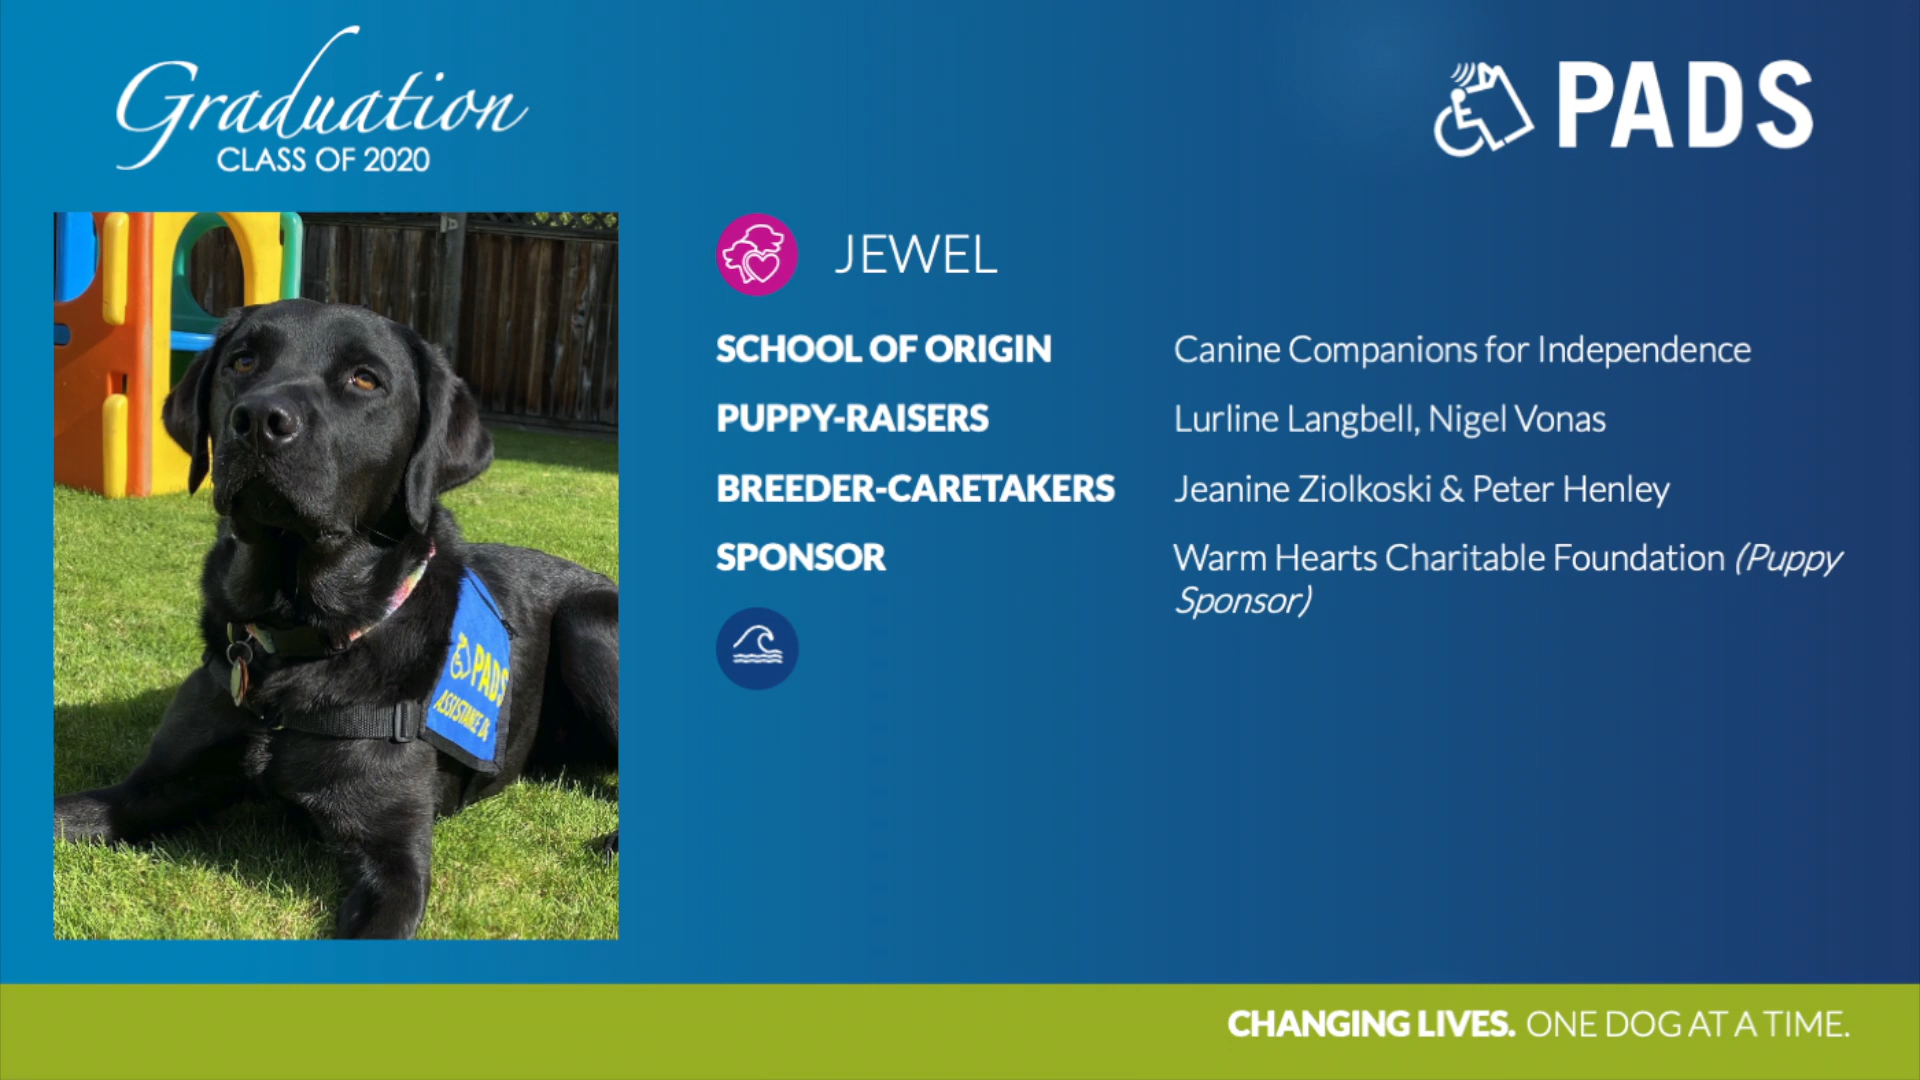 Graduation
CLASS OF 2020
PADS
JEWEL
SCHOOL OF ORIGIN Canine Companions for Independence
PUPPY-RAISERS Lurline Langbell, Nigel Vonas
BREEDER-CARETAKERS Jeanine Ziolkoski & Peter Henley
SPONSOR Warm Hearts Charitable Foundation (Puppy
Sponsor)
PADS
CHANGING LIVES. ONE DOG AT A TIME.